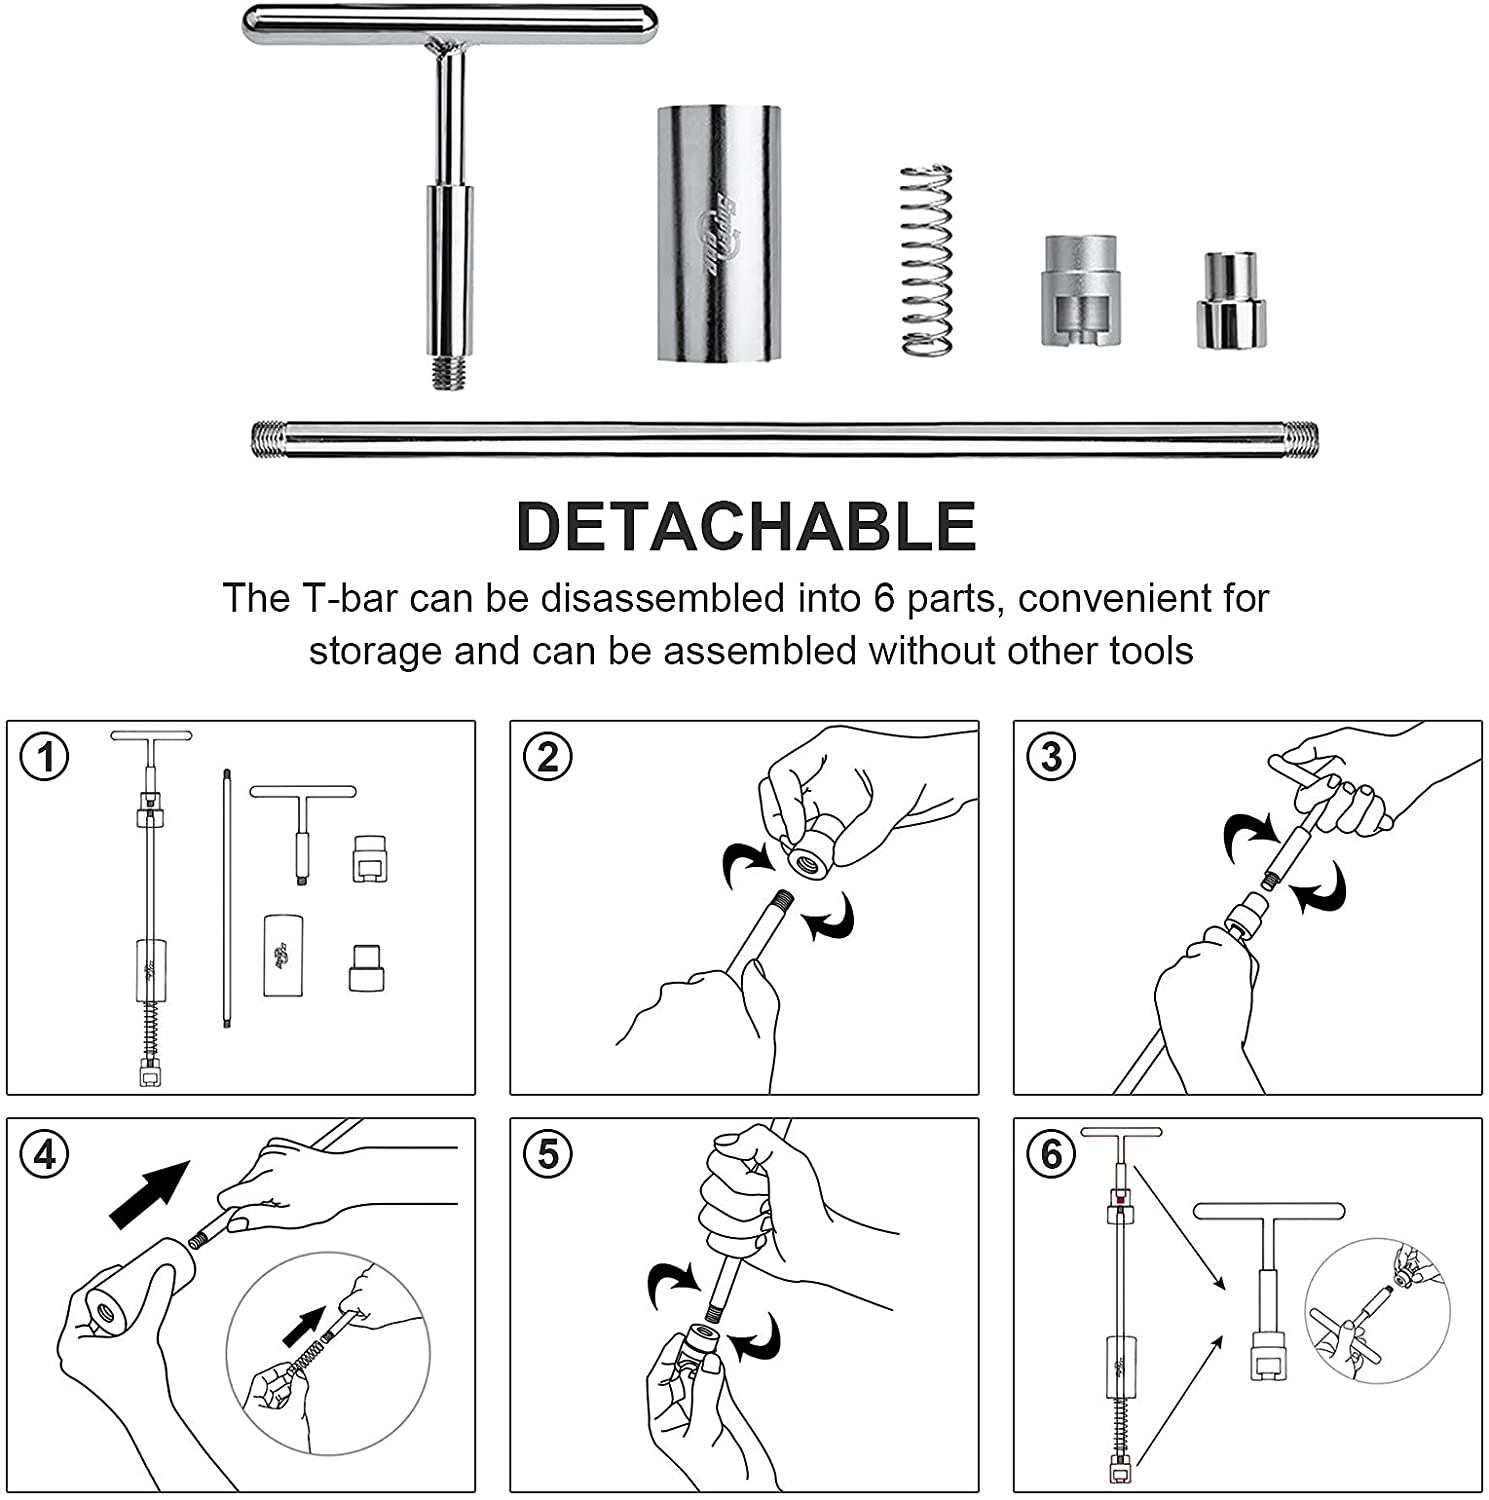 DETACHABLE
The T-bar can be disassembled into 6 parts, convenient for
storage and can be assembled without other tools
1
2
3
4
5
6